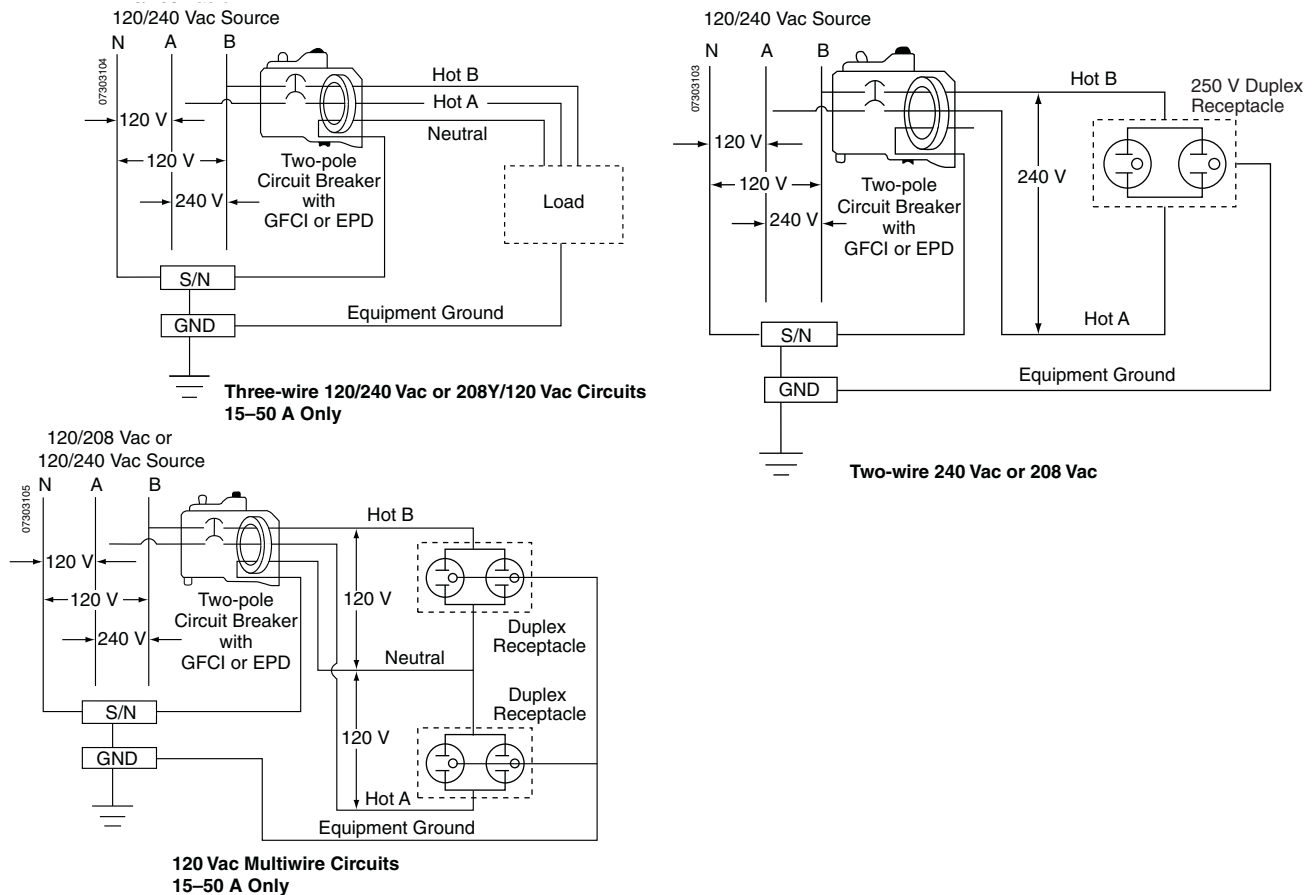 120/240 Vac Source
N A B
07303104
Hot B
Hot A
Neutral
120 V
120 V
240 V
Two-pole
Circuit Breaker
with
GFCI or EPD
Load
S/N
GND
Equipment Ground
Three-wire 120/240 Vac or 208Y/120 Vac Circuits
15–50 A Only
120/240 Vac Source
N A B
07303103
Hot B
250 V Duplex
Receptacle
120 V
120 V
240 V
240 V
Two-pole
Circuit Breaker
with
GFCI or EPD
Hot A
S/N
GND
Equipment Ground
Two-wire 240 Vac or 208 Vac
120/208 Vac or
120/240 Vac Source
N A B
07303105
Hot B
120 V
120 V
240 V
Two-pole
Circuit Breaker
with
GFCI or EPD
120 V
Duplex
Receptacle
Neutral
Duplex
Receptacle
120 V
S/N
GND
Hot A
Equipment Ground
120 Vac Multiwire Circuits
15–50 A Only